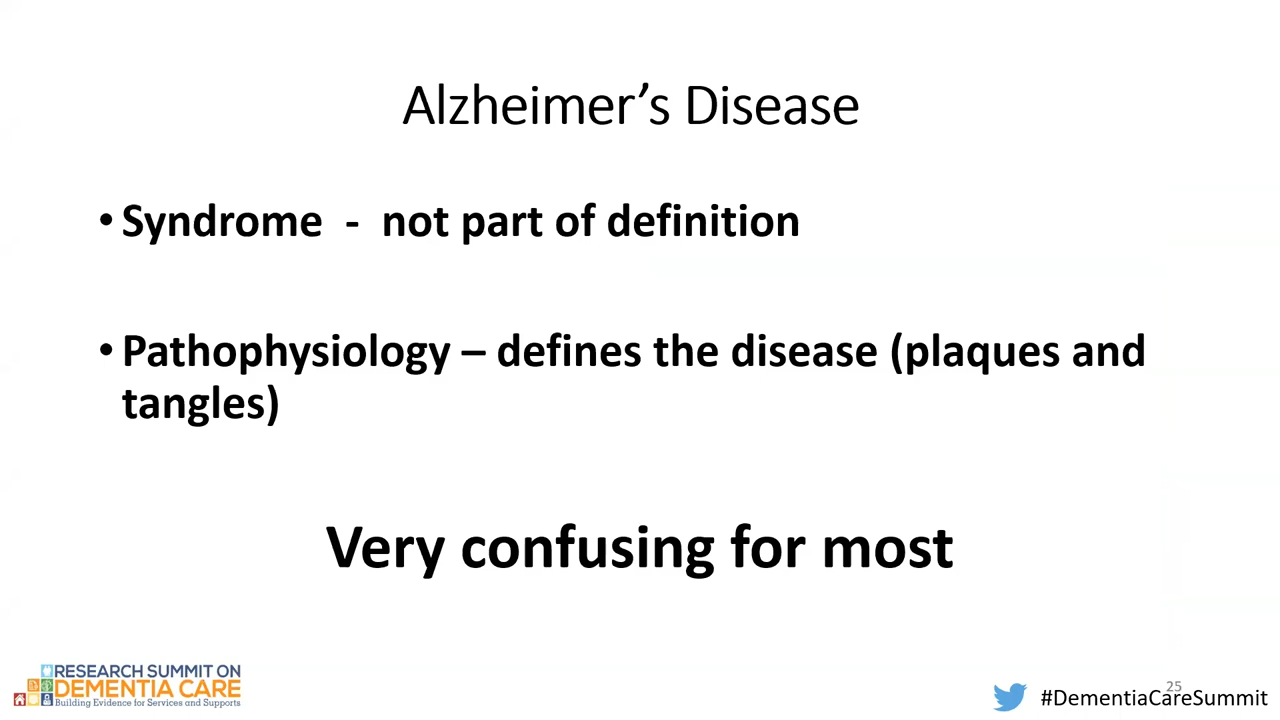 Alzheimer’s Disease
• Syndrome - not part of definition
• Pathophysiology – defines the disease (plaques and
tangles)
Very confusing for most
RESEARCH SUMMIT ON
DEMENTIA CARE
Building Evidence for Services and Supports
25
#DementiaCareSummit